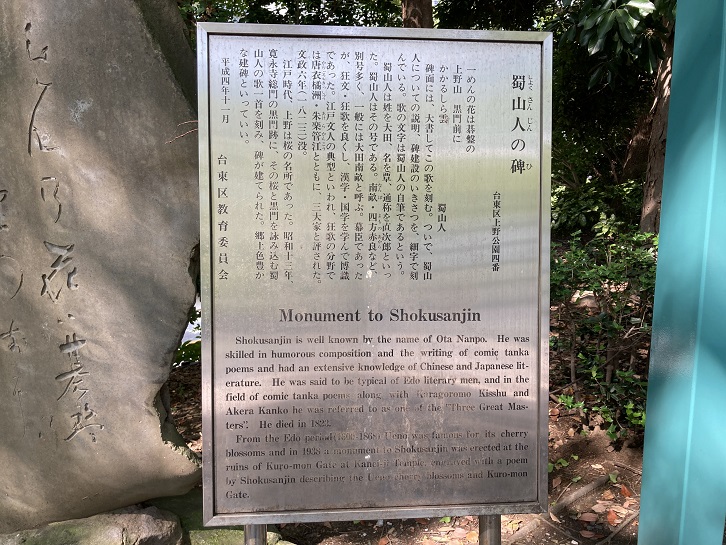 蜀山人の碑
しょくさんじんひ
台東区上野公園四番
一めんの花は碁盤の
上野山 黒門前に
かかるしら雲
蜀山人
碑面には、大書してこの歌を刻む。ついで、蜀山
人についての説明、碑建設のいきさつを、細字で刻
んでいる。歌の文字は蜀山人の自筆であるという。
蜀山人は姓を大田、名を覃、通称を直次郎といっ
た。蜀山人はその号である。南畝・四方赤良など、
別号多く、一般には大田南畝と呼ぶ。幕臣であった
が、狂文・狂歌を良くし、漢学・国学を学んで博識
であった。江戸文人の典型といわれ、狂歌の分野で
は唐衣橘洲・朱楽管江とともに、三大家と評された。
文政六年(一八二三)没。
江戸時代、上野は桜の名所であった。昭和十三年、
寛永寺総門の黒門跡に、その桜と黒門を詠み込む蜀
山人の歌一首を刻み、碑が建てられた。郷土色豊か
な建碑といっていい。
平成四年十一月
台東区教育委員会
Monument to Shokusanjin
Shokusanjin is well known by the name of Ota Nanpo. He was
skilled in humorous composition and the writing of comic tanka
poems and had an extensive knowledge of Chinese and Japanese lit-
erature. He was said to be typical of Edo literary men, and in the
field of comic tanka poems along with Karagoromo Kisshu and
Akera Kanko he was referred to as one of the "Three Great Mas-
ters". He died in 1823.
From the Edo period Ueno was famous for its cherry
blossoms and in 1938 a monument to Shokusanjin was erected at the
ruins of Kuro-mon Gate at Kanei-ji Temple, engraved with a poem
by Shokusanjin describing the Ueno cherry blossoms and Kuro-mon
Gate.